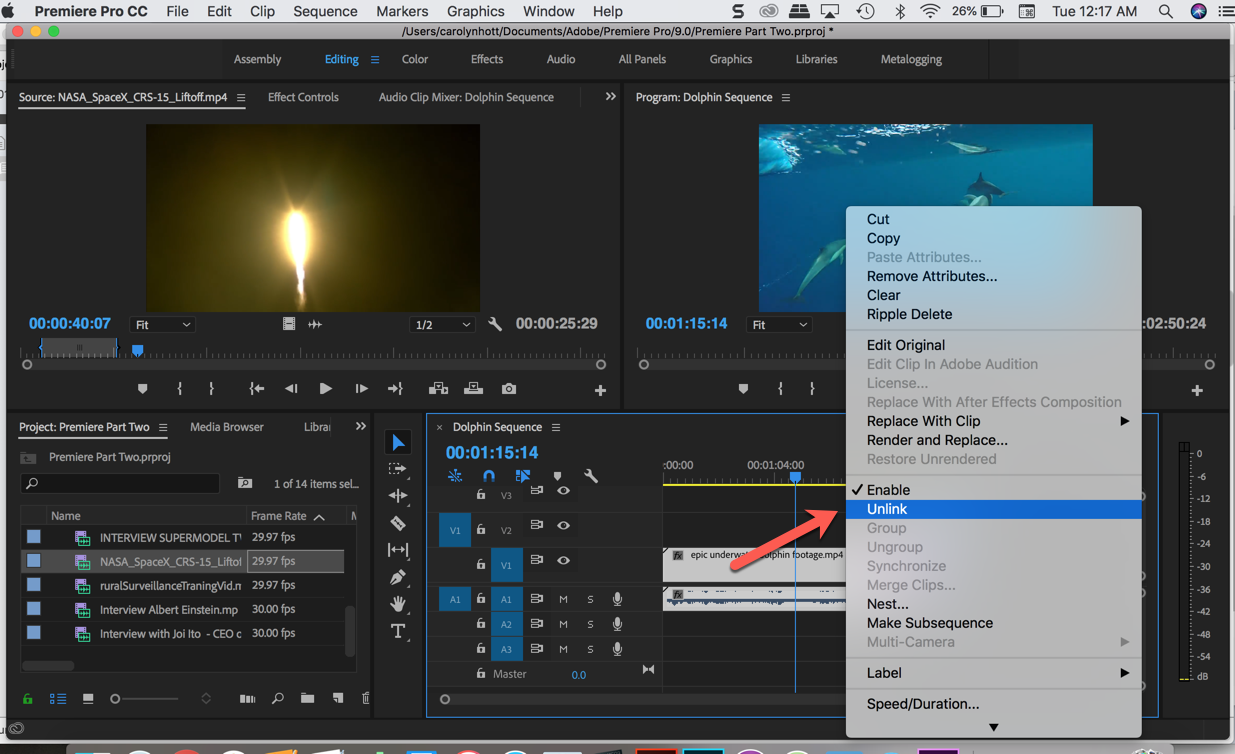 Premiere Pro CC File Edit Clip Sequence Markers Graphics Window Help 26% Tue 12:17 AM
/Users/carolynhott/Documents/Adobe/Premiere Pro/9.0/Premiere Part Two.prproj *
Assembly Editing Color Effects Audio All Panels Graphics Libraries Metalogging
Source: NASA_SpaceX_CRS-15_Liftoff.mp4 Effect Controls Audio Clip Mixer: Dolphin Sequence
Program: Dolphin Sequence
00:00:40:07 Fit 1/2 00:00:25:29
00:01:15:14 Fit :02:50:24
Cut
Copy
Paste Attributes...
Remove Attributes...
Clear
Ripple Delete
Edit Original
Edit Clip In Adobe Audition
License...
Replace With After Effects Composition
Replace With Clip
Render and Replace...
Restore Unrendered
Enable
Unlink
Group
Ungroup
Synchronize
Merge Clips...
Nest...
Make Subsequence
Multi-Camera
Label
Speed/Duration...
Project: Premiere Part Two Media Browser Librar
Premiere Part Two.prproj
1 of 14 items sel...
Name Frame Rate
INTERVIEW SUPERMODEL TV 29.97 fps
NASA_SpaceX_CRS-15_Liftof 29.97 fps
ruralSurveillanceTraningVid.m 29.97 fps
Interview Albert Einstein.mp 30.00 fps
Interview with Joi Ito - CEO o 30.00 fps
Dolphin Sequence
00:01:15:14
:00:00 00:01:04:00
V3
V1 V2
V1
epic underwater dolphin footage.mp4
A1 A1 M S
A2 M S
A3 M S
Master 0.0
0
-6
-12
-18
-24
-30
-36
-42
-48
-54
dB